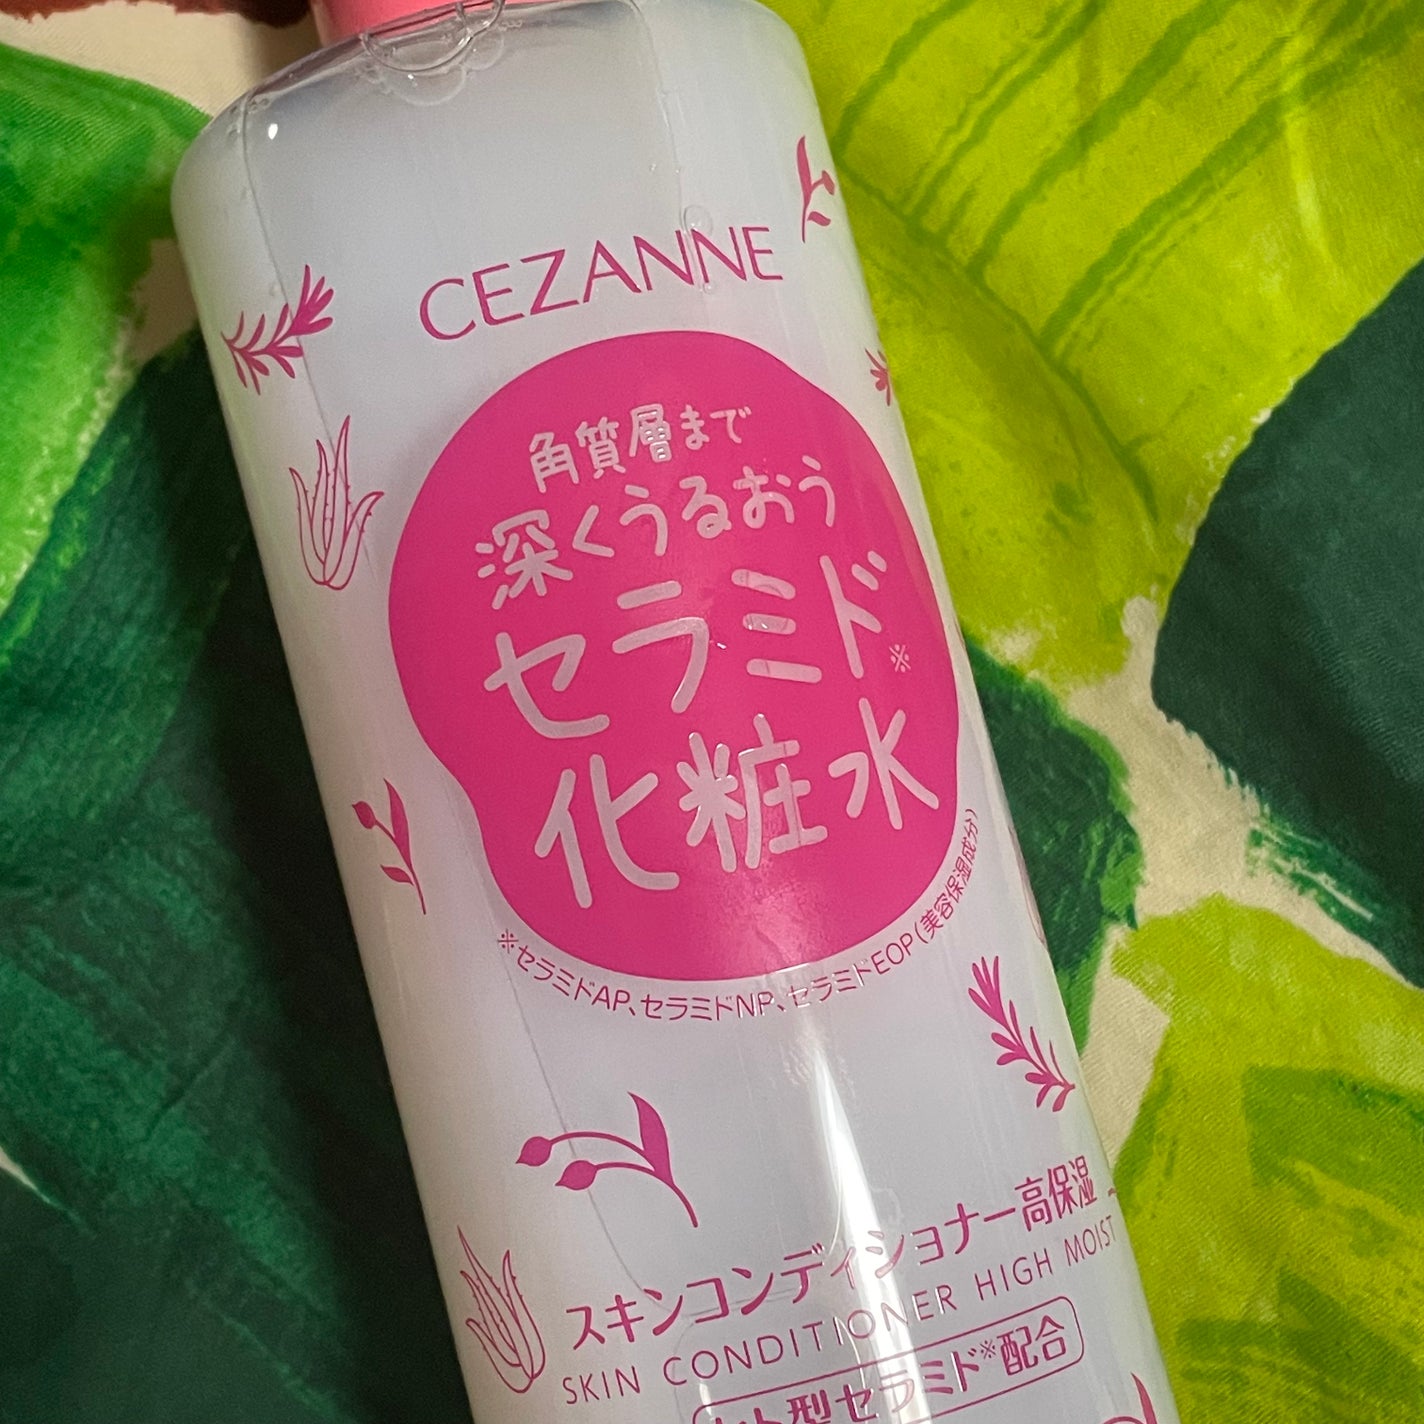 CEZANNE
角質層まで
深くうるおう
セラミド※
化粧水
※セラミドAP、セラミドNP、セラミドEOP(美容保湿成分)
スキンコンディショナー高保湿
SKIN CONDITIONER HIGH MOIST
ト型セラミド※配合